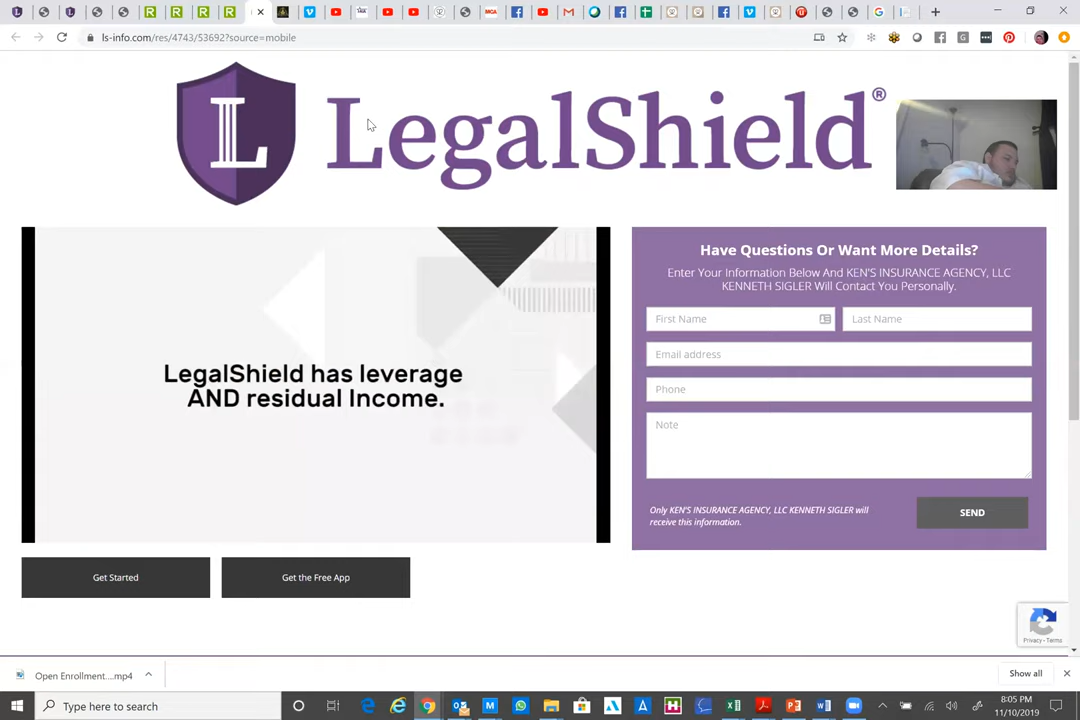 ls-info.com/res/4743/53692?source=mobile
L LegalShield®
LegalShield has leverage
AND residual Income.
Have Questions Or Want More Details?
Enter Your Information Below And KEN'S INSURANCE AGENCY, LLC
KENNETH SIGLER Will Contact You Personally.
First Name
Last Name
Email address
Phone
Note
Only KEN'S INSURANCE AGENCY, LLC KENNETH SIGLER will
receive this information.
SEND
Get Started
Get the Free App
Privacy - Terms
Open Enrollment....mp4
Show all
Type here to search
8:05 PM
11/10/2019